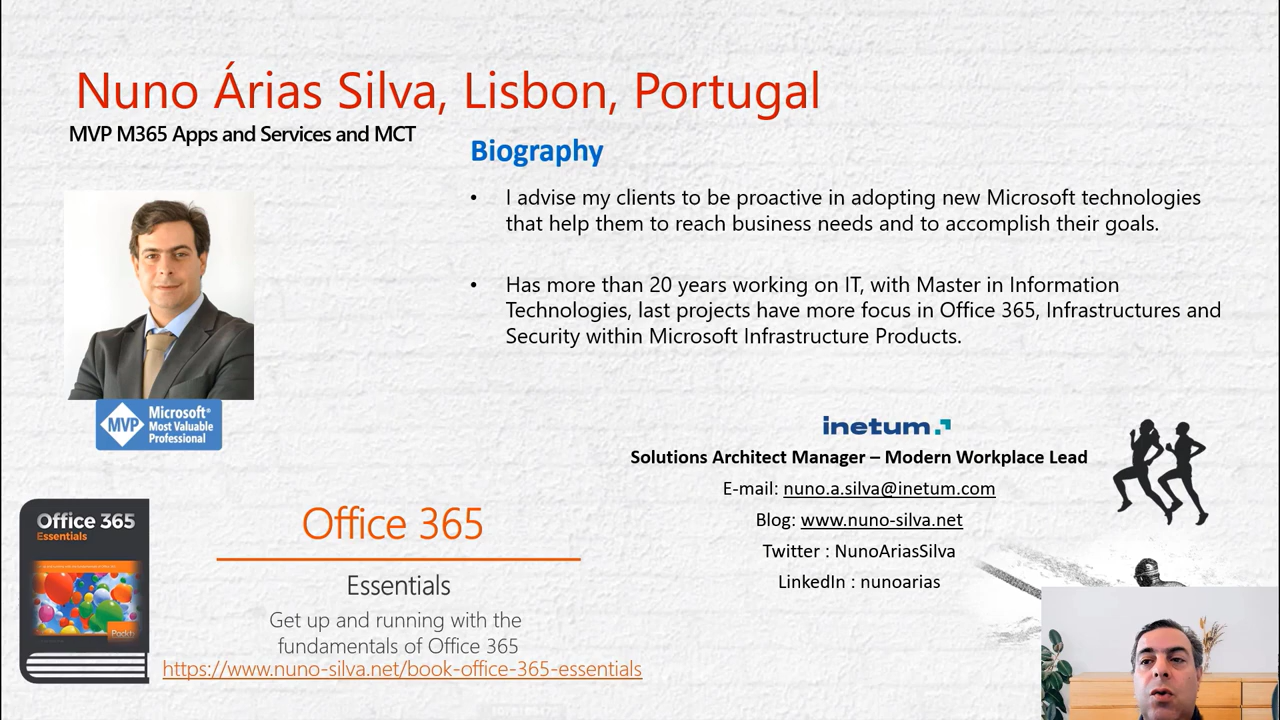 Nuno Árias Silva, Lisbon, Portugal
MVP M365 Apps and Services and MCT
Biography
• I advise my clients to be proactive in adopting new Microsoft technologies
that help them to reach business needs and to accomplish their goals.
• Has more than 20 years working on IT, with Master in Information
Technologies, last projects have more focus in Office 365, Infrastructures and
Security within Microsoft Infrastructure Products.
MVP
Microsoft®
Most Valuable
Professional
inetum
Solutions Architect Manager – Modern Workplace Lead
E-mail: nuno.a.silva@inetum.com
Blog: www.nuno-silva.net
Twitter : NunoAriasSilva
LinkedIn : nunoarias
Office 365
Essentials
Packt
Office 365
Essentials
Get up and running with the
fundamentals of Office 365
https://www.nuno-silva.net/book-office-365-essentials